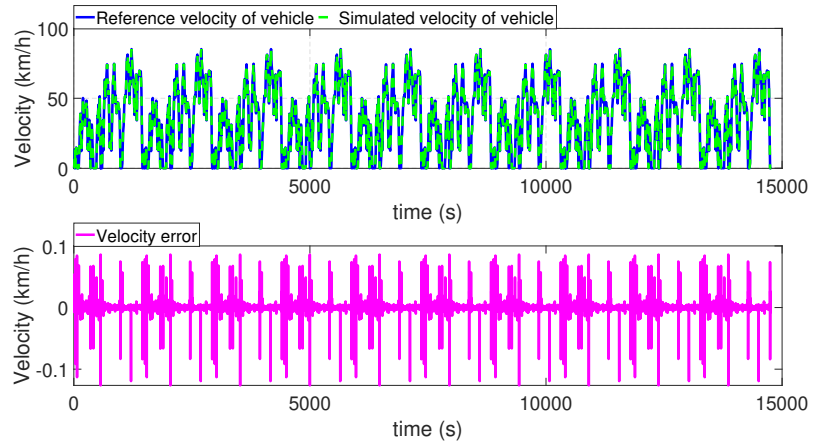 Reference velocity of vehicle Simulated velocity of vehicle
100
50
0
Velocity (km/h)
0 5000 10000 15000
time (s)
Velocity error
0.1
0
-0.1
Velocity (km/h)
0 5000 10000 15000
time (s)